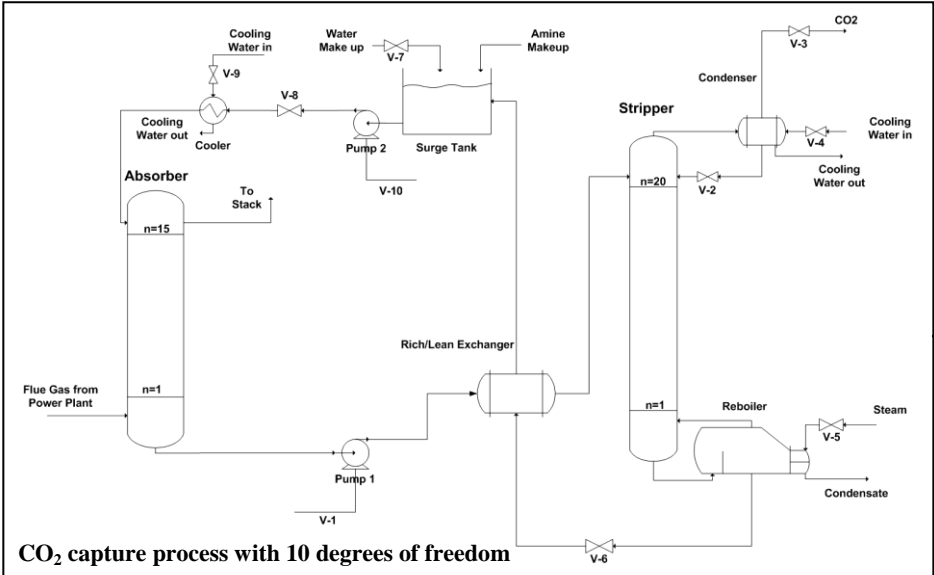 CO2
V-3
Condenser
Cooling
Water in
V-9
Water
Make up
V-7
Amine
Makeup
V-8
Cooling
Water out
Cooler
Pump 2
Surge Tank
V-10
Stripper
V-4
Cooling
Water in
Cooling
Water out
V-2
n=20
Absorber
To
Stack
n=15
Rich/Lean Exchanger
Flue Gas from
Power Plant
n=1
n=1
Reboiler
Steam
V-5
Condensate
Pump 1
V-1
V-6
CO₂ capture process with 10 degrees of freedom